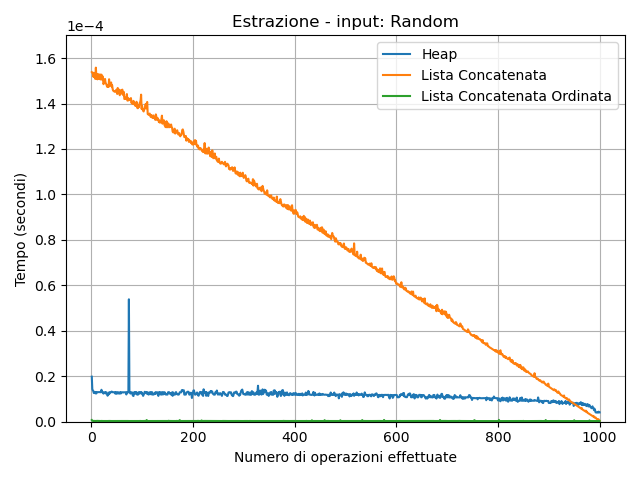 Estrazione - input: Random
1e−4
Heap
Lista Concatenata
Lista Concatenata Ordinata
1.6
1.4
1.2
1.0
0.8
0.6
0.4
0.2
0.0
Tempo (secondi)
0 200 400 600 800 1000
Numero di operazioni effettuate